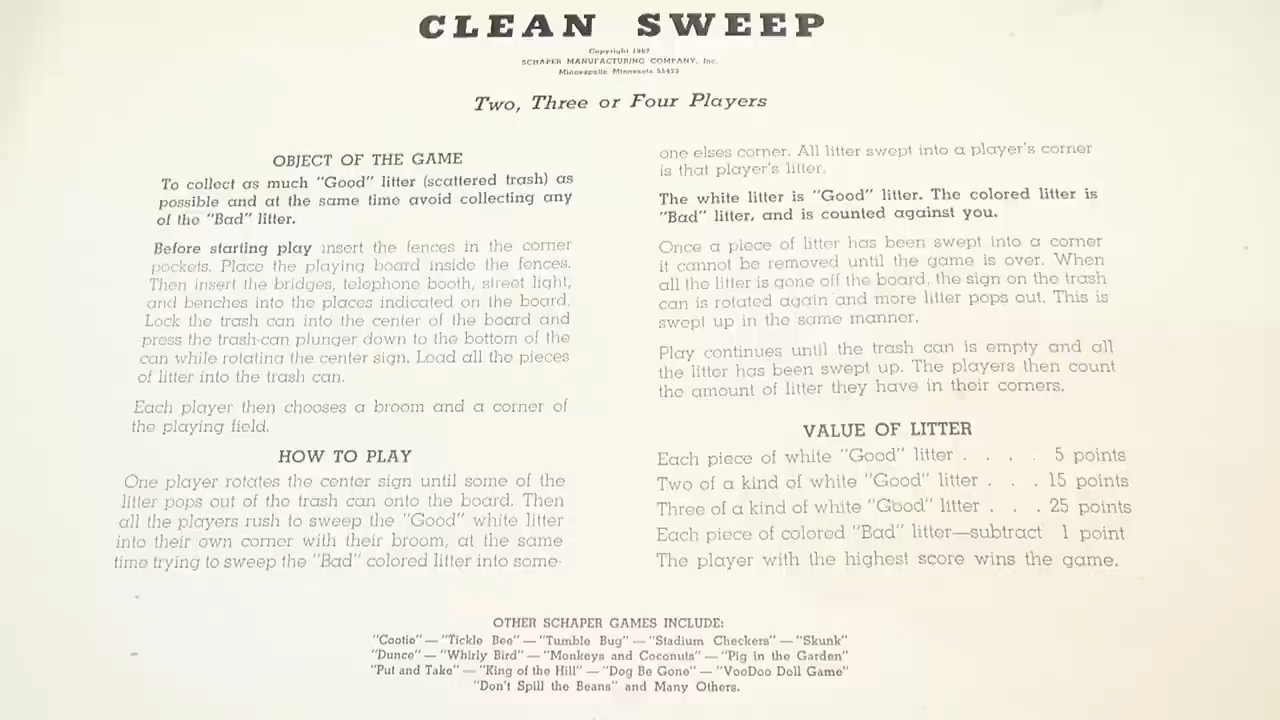 CLEAN SWEEP
Copyright 1967
SCHAPER MANUFACTURING COMPANY, Inc.
Minneapolis, Minnesota 55422
Two, Three or Four Players
OBJECT OF THE GAME
To collect as much "Good" litter (scattered trash) as
possible and at the same time avoid collecting any
of the "Bad" litter.
Before starting play insert the fences in the corner
pockets. Place the playing board inside the fences.
Then insert the bridges, telephone booth, street light,
and benches into the places indicated on the board.
Lock the trash can into the center of the board and
press the trash-can plunger down to the bottom of the
can while rotating the center sign. Load all the pieces
of litter into the trash can.
Each player then chooses a broom and a corner of
the playing field.
HOW TO PLAY
One player rotates the center sign until some of the
litter pops out of the trash can onto the board. Then
all the players rush to sweep the "Good" white litter
into their own corner with their broom, at the same
time trying to sweep the "Bad" colored litter into some-
one elses corner. All litter swept into a player's corner
is that player's litter.
The white litter is "Good" litter. The colored litter is
"Bad" litter, and is counted against you.
Once a piece of litter has been swept into a corner
it cannot be removed until the game is over. When
all the litter is gone off the board, the sign on the trash
can is rotated again and more litter pops out. This is
swept up in the same manner.
Play continues until the trash can is empty and all
the litter has been swept up. The players then count
the amount of litter they have in their corners.
VALUE OF LITTER
Each piece of white "Good" litter . . . . 5 points
Two of a kind of white "Good" litter . . . 15 points
Three of a kind of white "Good" litter . . . 25 points
Each piece of colored "Bad" litter—subtract 1 point
The player with the highest score wins the game.
OTHER SCHAPER GAMES INCLUDE:
"Cootie" — "Tickle Bee" — "Tumble Bug" — "Stadium Checkers" — "Skunk"
"Dunce" — "Whirly Bird" — "Monkeys and Coconuts" — "Pig in the Garden"
"Put and Take" — "King of the Hill" — "Dog Be Gone" — "VooDoo Doll Game"
"Don't Spill the Beans" and Many Others.